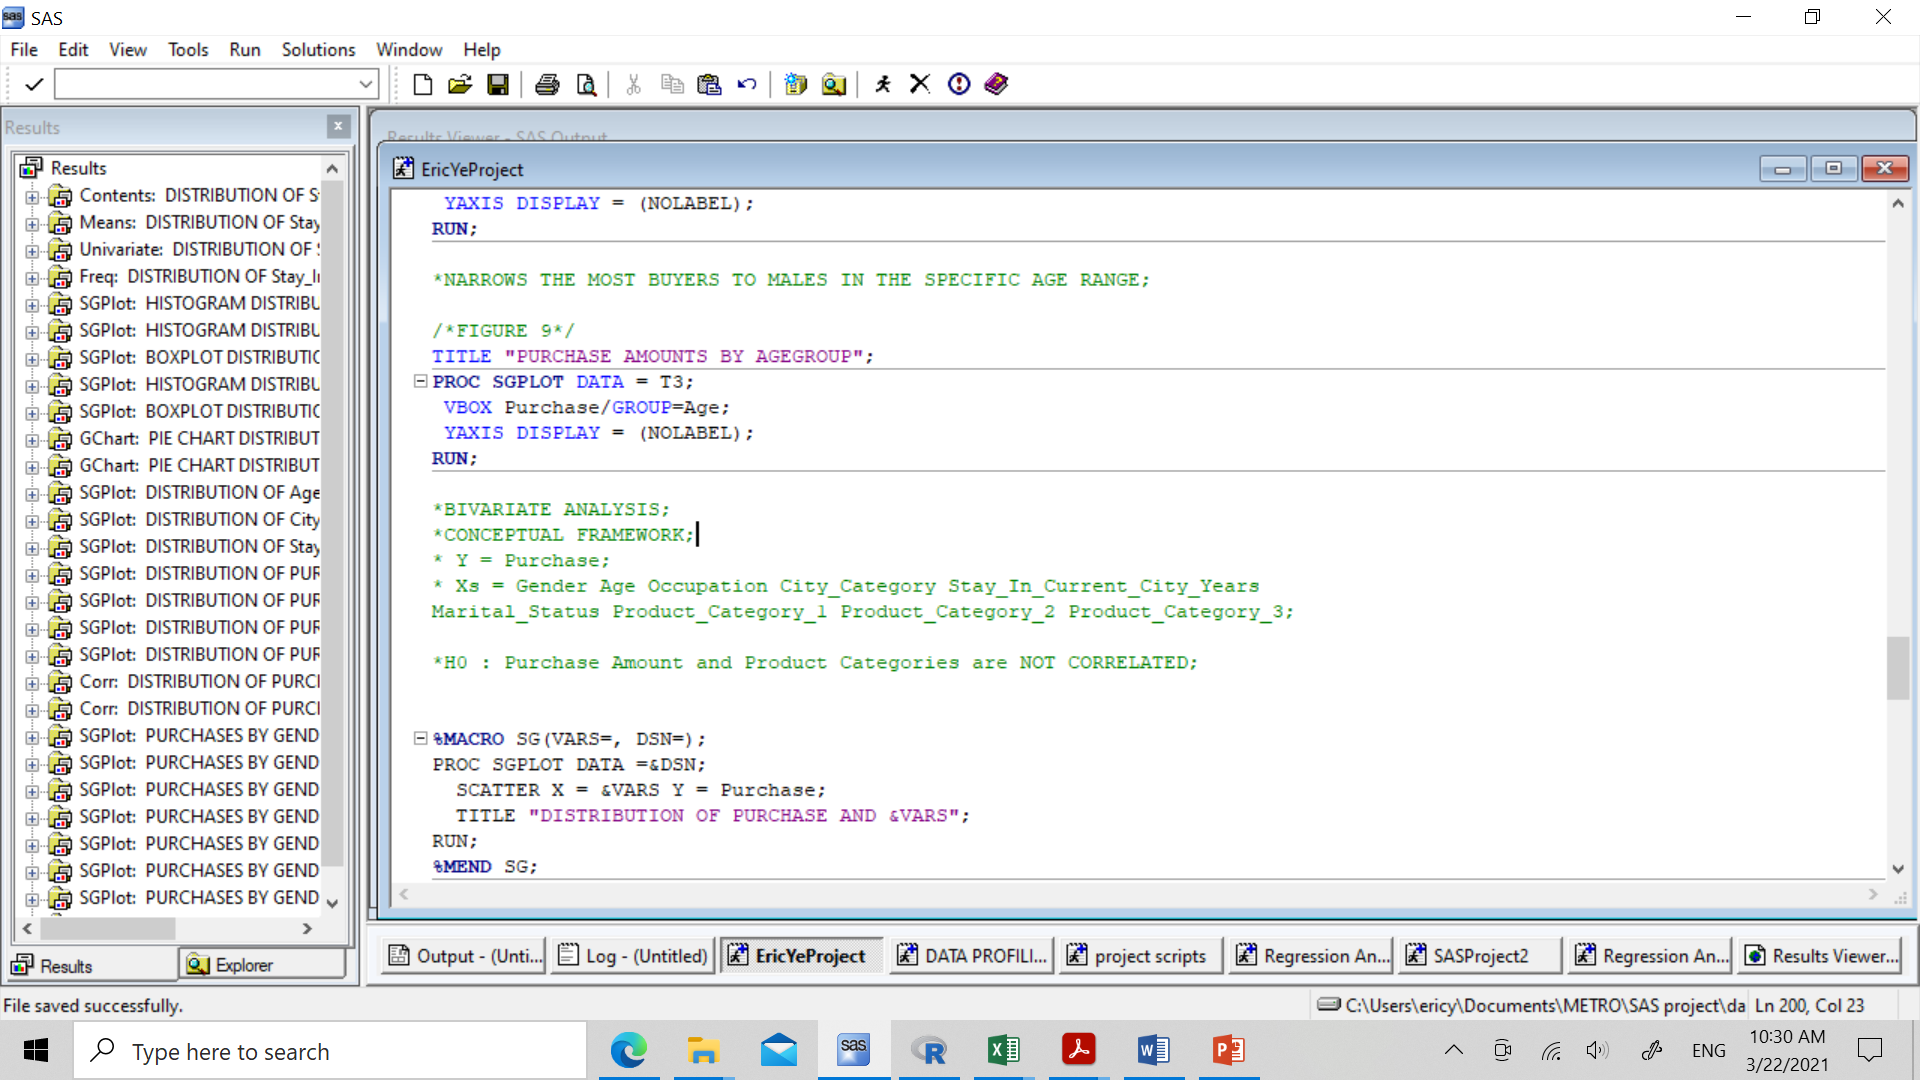 SAS
File Edit View Tools Run Solutions Window Help
Results
Results
Contents: DISTRIBUTION OF S
Means: DISTRIBUTION OF Stay
Univariate: DISTRIBUTION OF
Freq: DISTRIBUTION OF Stay_I
SGPlot: HISTOGRAM DISTRIBU
SGPlot: HISTOGRAM DISTRIBU
SGPlot: BOXPLOT DISTRIBUTIO
SGPlot: HISTOGRAM DISTRIBU
SGPlot: BOXPLOT DISTRIBUTIO
GChart: PIE CHART DISTRIBUT
GChart: PIE CHART DISTRIBUT
SGPlot: DISTRIBUTION OF Age
SGPlot: DISTRIBUTION OF City
SGPlot: DISTRIBUTION OF Stay
SGPlot: DISTRIBUTION OF PUR
SGPlot: DISTRIBUTION OF PUR
SGPlot: DISTRIBUTION OF PUR
SGPlot: DISTRIBUTION OF PUR
Corr: DISTRIBUTION OF PURC
Corr: DISTRIBUTION OF PURC
SGPlot: PURCHASES BY GEND
SGPlot: PURCHASES BY GEND
SGPlot: PURCHASES BY GEND
SGPlot: PURCHASES BY GEND
SGPlot: PURCHASES BY GEND
SGPlot: PURCHASES BY GEND
SGPlot: PURCHASES BY GEND
Results Explorer
Results Viewer - SAS Output
EricYeProject
YAXIS DISPLAY = (NOLABEL);
RUN;
*NARROWS THE MOST BUYERS TO MALES IN THE SPECIFIC AGE RANGE;
/*FIGURE 9*/
TITLE "PURCHASE AMOUNTS BY AGEGROUP";
PROC SGPLOT DATA = T3;
VBOX Purchase/GROUP=Age;
YAXIS DISPLAY = (NOLABEL);
RUN;
*BIVARIATE ANALYSIS;
*CONCEPTUAL FRAMEWORK;
* Y = Purchase;
* Xs = Gender Age Occupation City_Category Stay_In_Current_City_Years
Marital_Status Product_Category_1 Product_Category_2 Product_Category_3;
*H0 : Purchase Amount and Product Categories are NOT CORRELATED;
%MACRO SG(VARS=, DSN=);
PROC SGPLOT DATA =&DSN;
SCATTER X = &VARS Y = Purchase;
TITLE "DISTRIBUTION OF PURCHASE AND &VARS";
RUN;
%MEND SG;
Output - (Unti... Log - (Untitled) EricYeProject DATA PROFILI... project scripts Regression An... SASProject2 Regression An... Results Viewer...
File saved successfully. C:\Users\ericy\Documents\METRO\SAS project\da Ln 200, Col 23
Type here to search
ENG
10:30 AM
3/22/2021